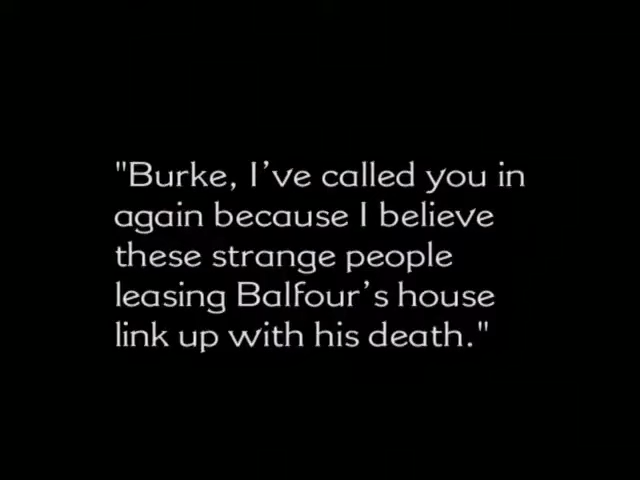 "Burke, I’ve called you in
again because I believe
these strange people
leasing Balfour’s house
link up with his death."